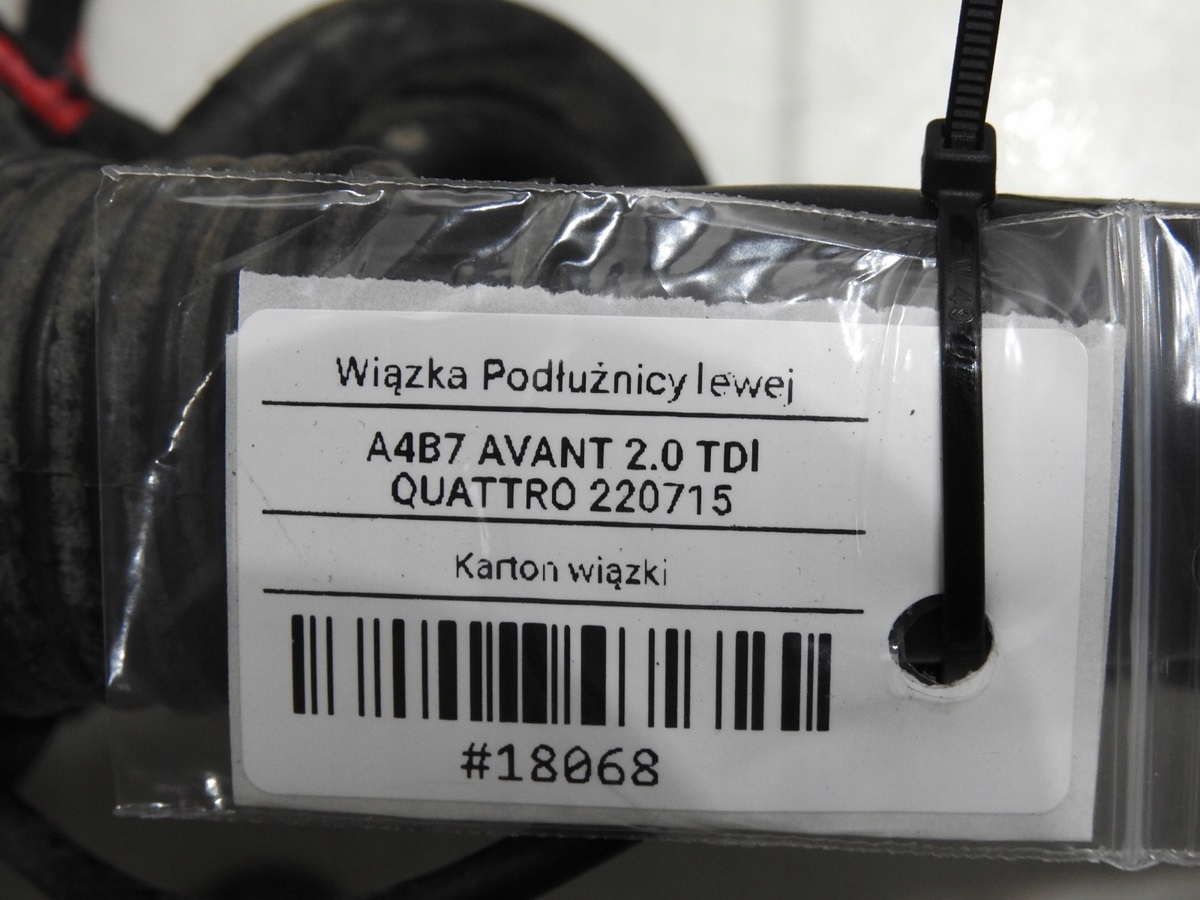 Wiązka Podłużnicy lewej
A4B7 AVANT 2.0 TDI
QUATTRO 220715
Karton wiązki
#18068